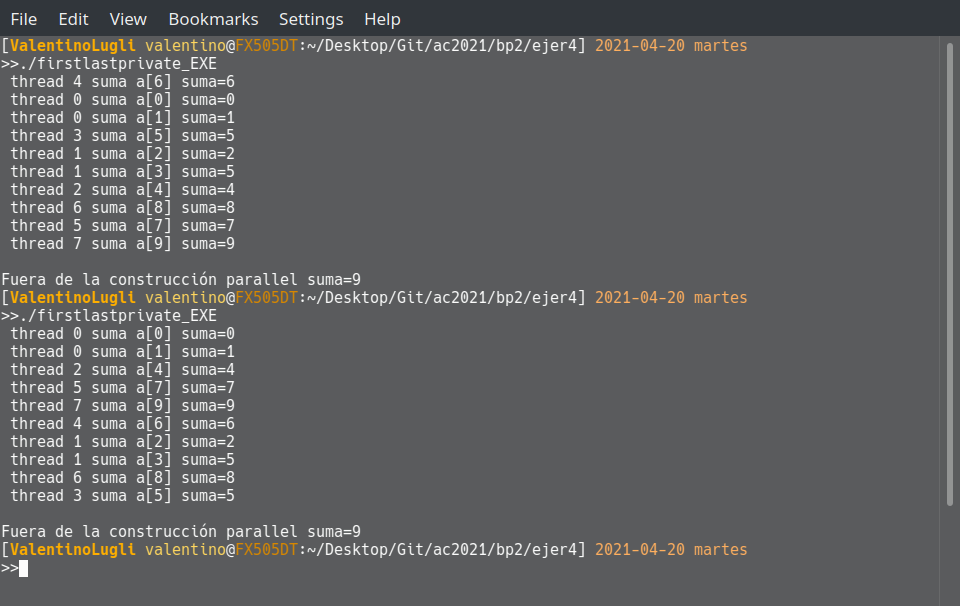 File Edit View Bookmarks Settings Help
[ValentinoLugli valentino@FX505DT:~/Desktop/Git/ac2021/bp2/ejer4] 2021-04-20 martes
>>./firstlastprivate_EXE
thread 4 suma a[6] suma=6
thread 0 suma a[0] suma=0
thread 0 suma a[1] suma=1
thread 3 suma a[5] suma=5
thread 1 suma a[2] suma=2
thread 1 suma a[3] suma=5
thread 2 suma a[4] suma=4
thread 6 suma a[8] suma=8
thread 5 suma a[7] suma=7
thread 7 suma a[9] suma=9
Fuera de la construcción parallel suma=9
[ValentinoLugli valentino@FX505DT:~/Desktop/Git/ac2021/bp2/ejer4] 2021-04-20 martes
>>./firstlastprivate_EXE
thread 0 suma a[0] suma=0
thread 0 suma a[1] suma=1
thread 2 suma a[4] suma=4
thread 5 suma a[7] suma=7
thread 7 suma a[9] suma=9
thread 4 suma a[6] suma=6
thread 1 suma a[2] suma=2
thread 1 suma a[3] suma=5
thread 6 suma a[8] suma=8
thread 3 suma a[5] suma=5
Fuera de la construcción parallel suma=9
[ValentinoLugli valentino@FX505DT:~/Desktop/Git/ac2021/bp2/ejer4] 2021-04-20 martes
>>